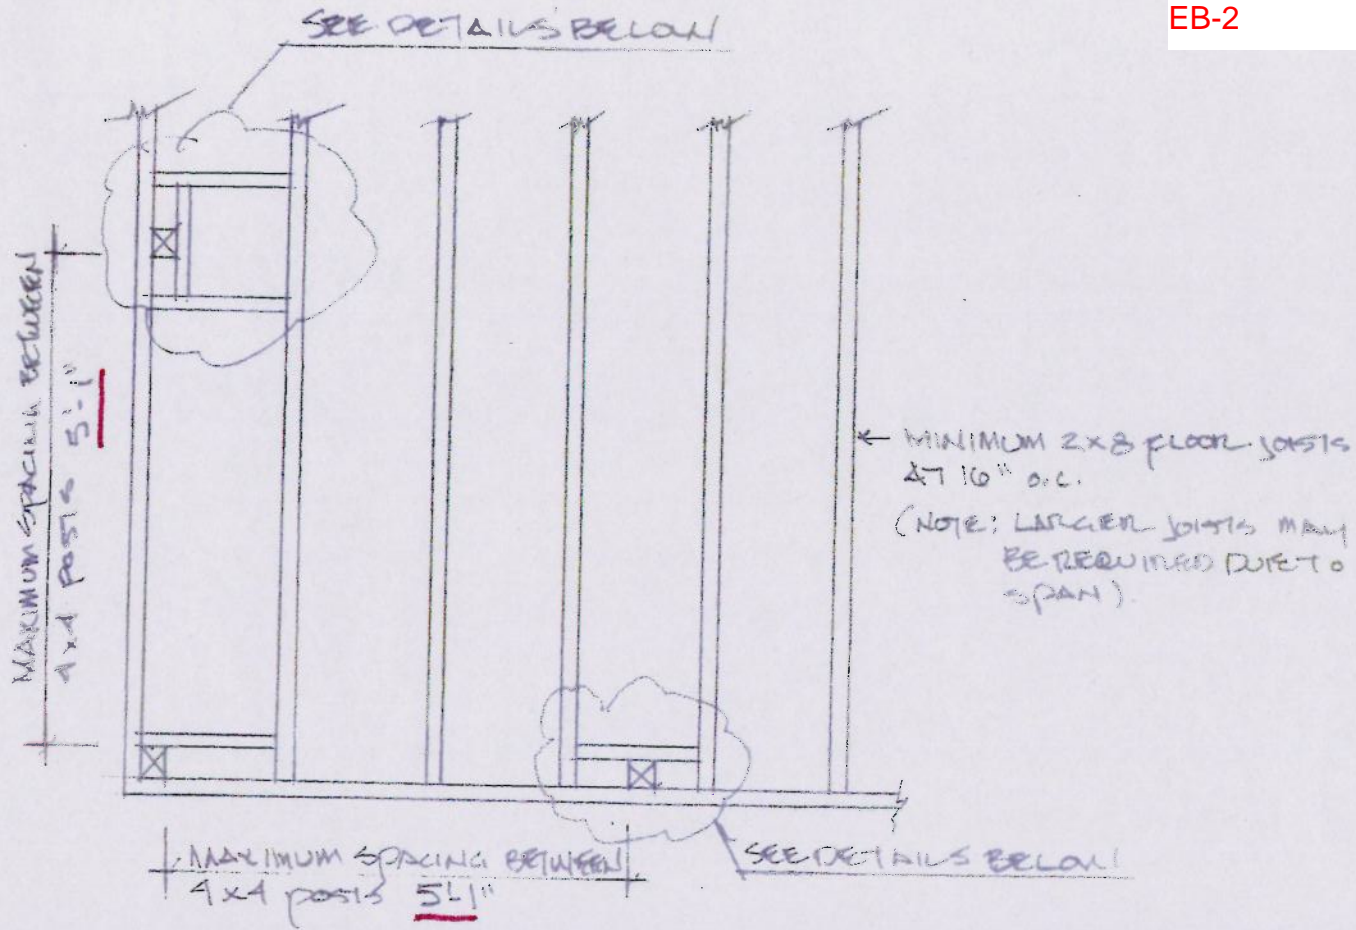 EB-2
SEE DETAILS BELOW
MAXIMUM SPACING BETWEEN
4x4 POSTS 5'-1"
MINIMUM 2x8 FLOOR JOISTS
AT 16" O.C.
(NOTE: LARGER JOISTS MAY
BE REQUIRED DUE TO
SPAN).
MAXIMUM SPACING BETWEEN
4x4 POSTS 5'-1"
SEE DETAILS BELOW